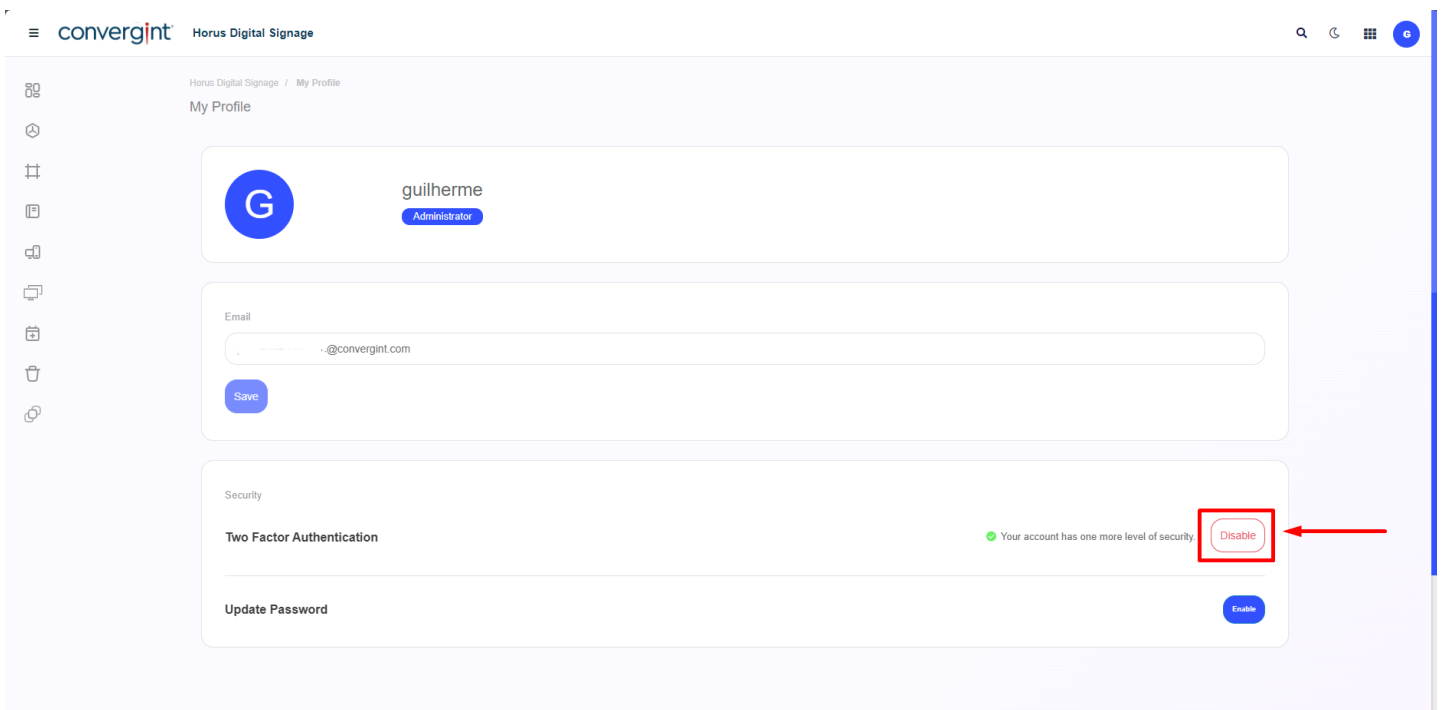 convergint Horus Digital Signage
G
Horus Digital Signage / My Profile
My Profile
G
guilherme
Administrator
Email
@convergint.com
Save
Security
Two Factor Authentication
Your account has one more level of security.
Disable
Update Password
Enable